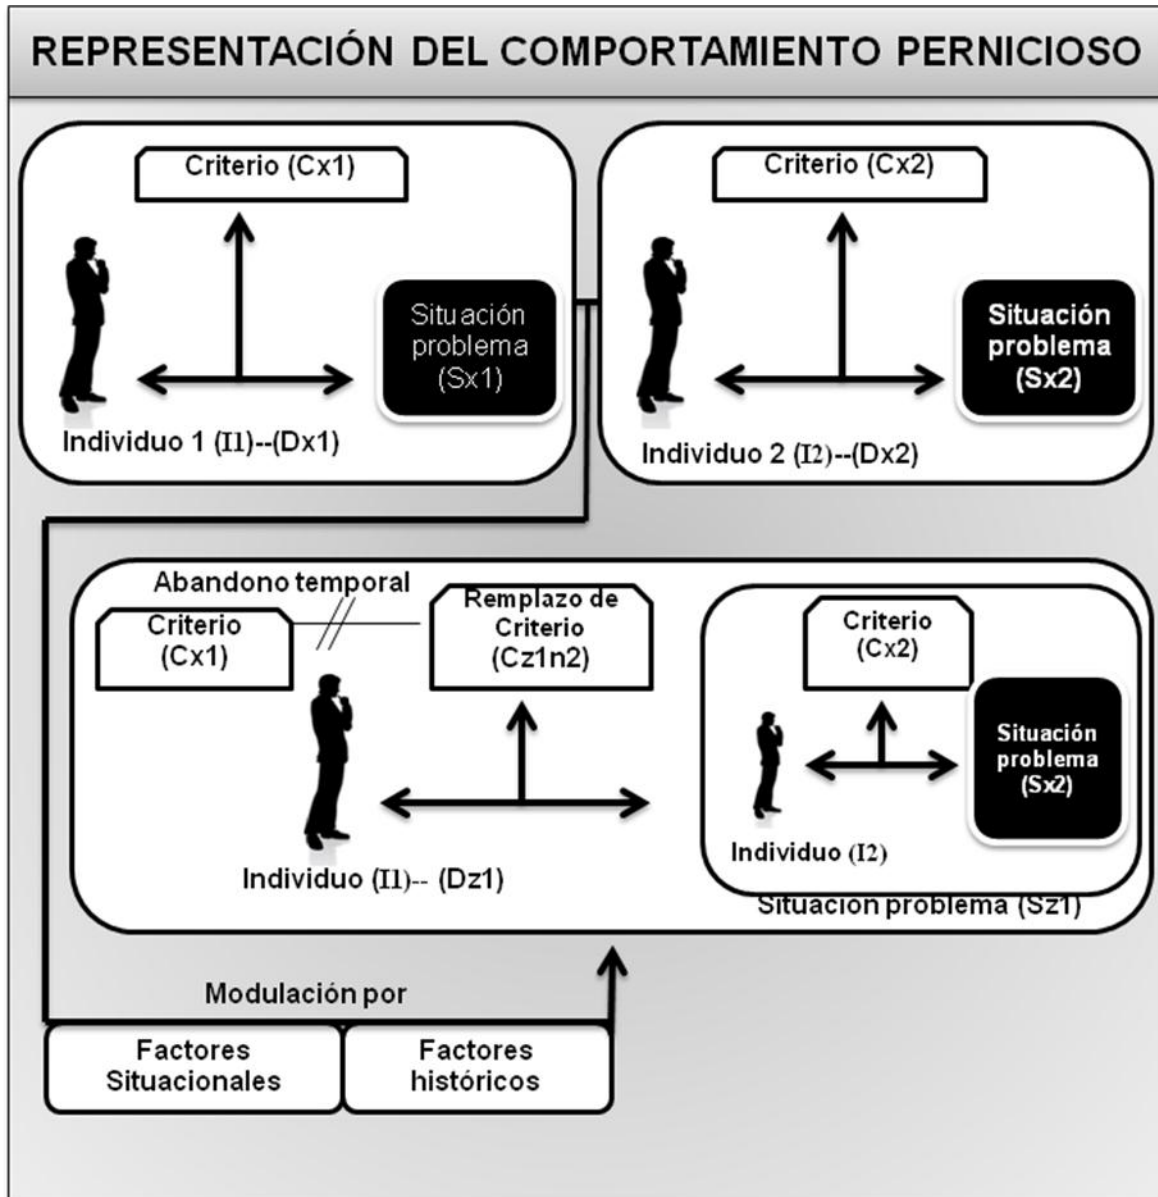 REPRESENTACIÓN DEL COMPORTAMIENTO PERNICIOSO
Criterio (Cx1)
Situación
problema
(Sx1)
Individuo 1 (I1)--(Dx1)
Criterio (Cx2)
Situación
problema
(Sx2)
Individuo 2 (I2)--(Dx2)
Abandono temporal
Criterio
(Cx1)
Remplazo de
Criterio
(Cz1n2)
Individuo (I1)-- (Dz1)
Criterio
(Cx2)
Situación
problema
(Sx2)
Individuo (I2)
Situación problema (Sz1)
Modulación por
Factores
Situacionales
Factores
históricos